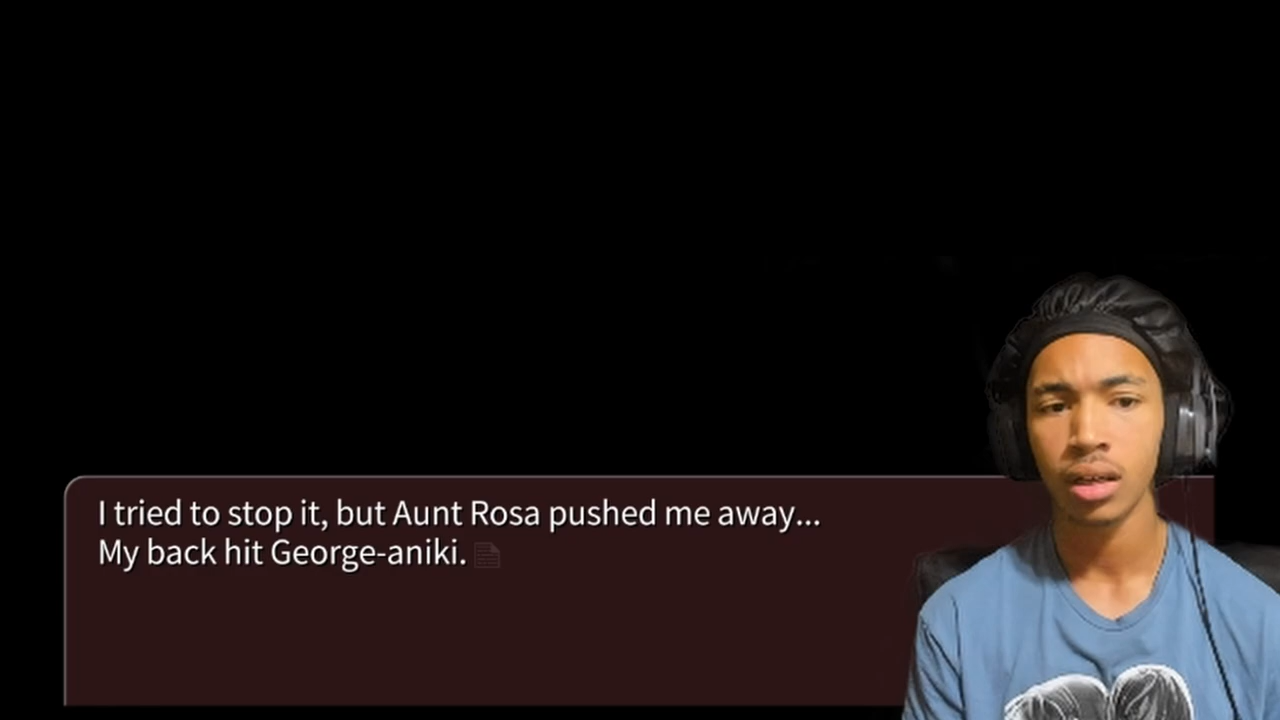 I tried to stop it, but Aunt Rosa pushed me away...
My back hit George-aniki.